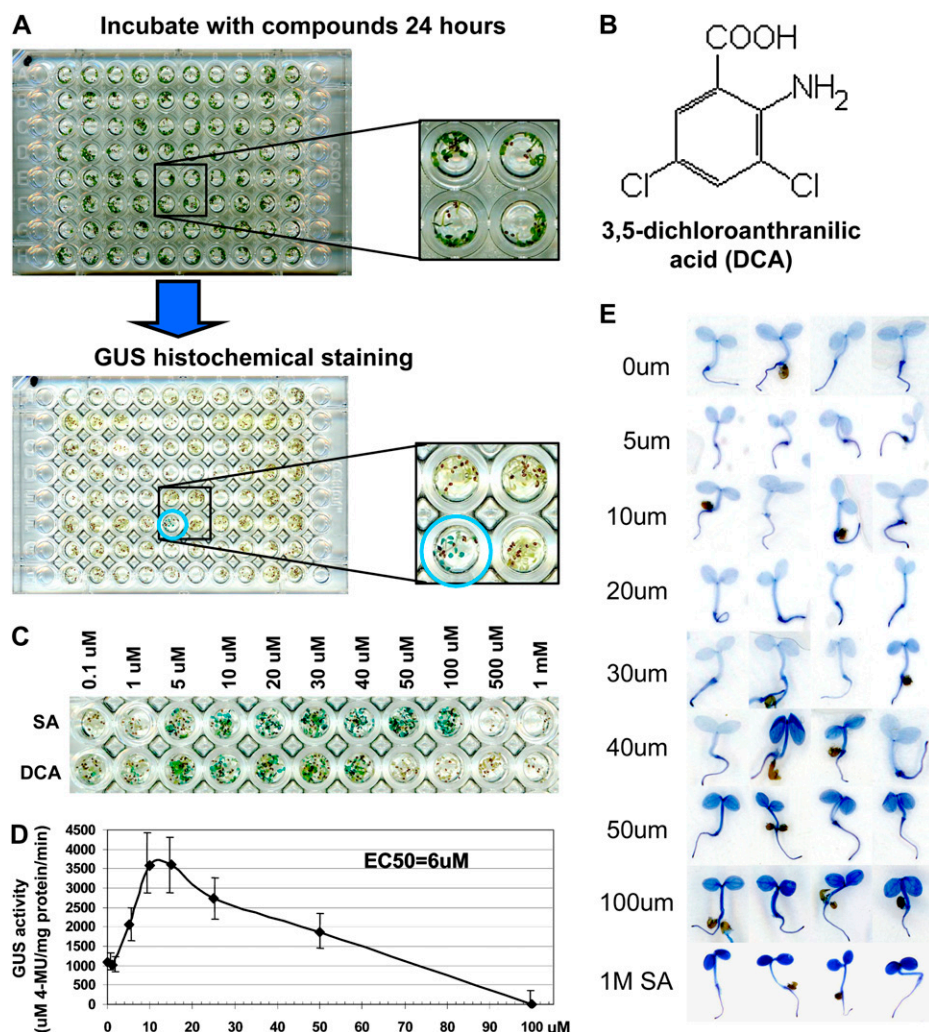 A
Incubate with compounds 24 hours
GUS histochemical staining
B
COOH
NH2
Cl
Cl
3,5-dichloroanthranilic
acid (DCA)
C
0.1 uM
1 uM
5 uM
10 uM
20 uM
30 uM
40 uM
50 uM
100 uM
500 uM
1 mM
SA
DCA
D
GUS activity
(uM 4-MU/mg protein/min)
4500
4000
3500
3000
2500
2000
1500
1000
500
0
EC50=6uM
0
10
20
30
40
50
60
70
80
90
100 uM
E
0um
5um
10um
20um
30um
40um
50um
100um
1M SA